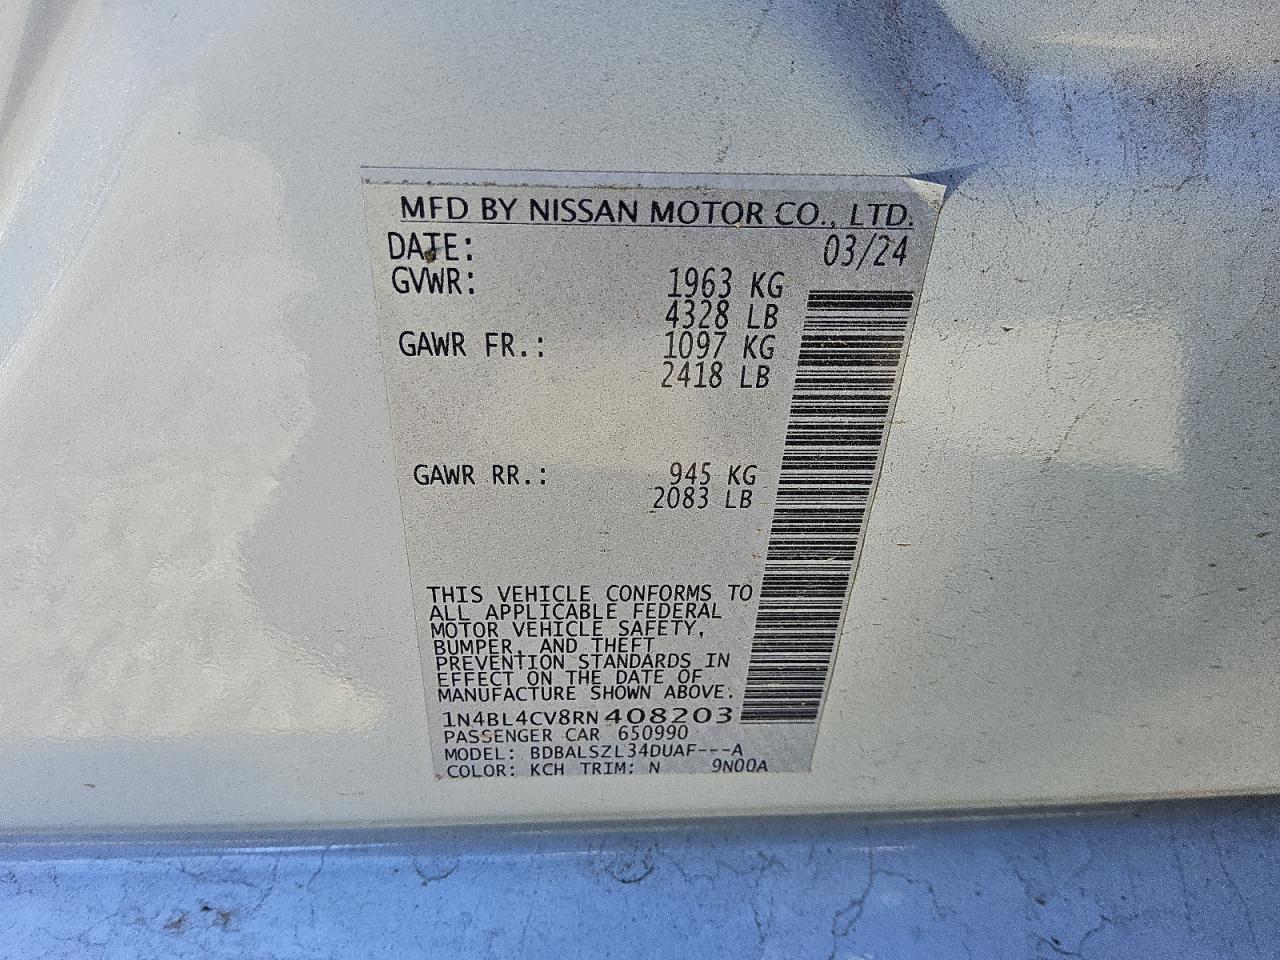 MFD BY NISSAN MOTOR CO., LTD.
DATE: 03/24
GVWR: 1963 KG
4328 LB
GAWR FR.: 1097 KG
2418 LB
GAWR RR.: 945 KG
2083 LB
THIS VEHICLE CONFORMS TO
ALL APPLICABLE FEDERAL
MOTOR VEHICLE SAFETY,
BUMPER, AND THEFT
PREVENTION STANDARDS IN
EFFECT ON THE DATE OF
MANUFACTURE SHOWN ABOVE.
1N4BL4CV8RN408203
PASSENGER CAR 650990
MODEL: BDBALSZL34DUAF---A
COLOR: KCH TRIM: N 9N00A